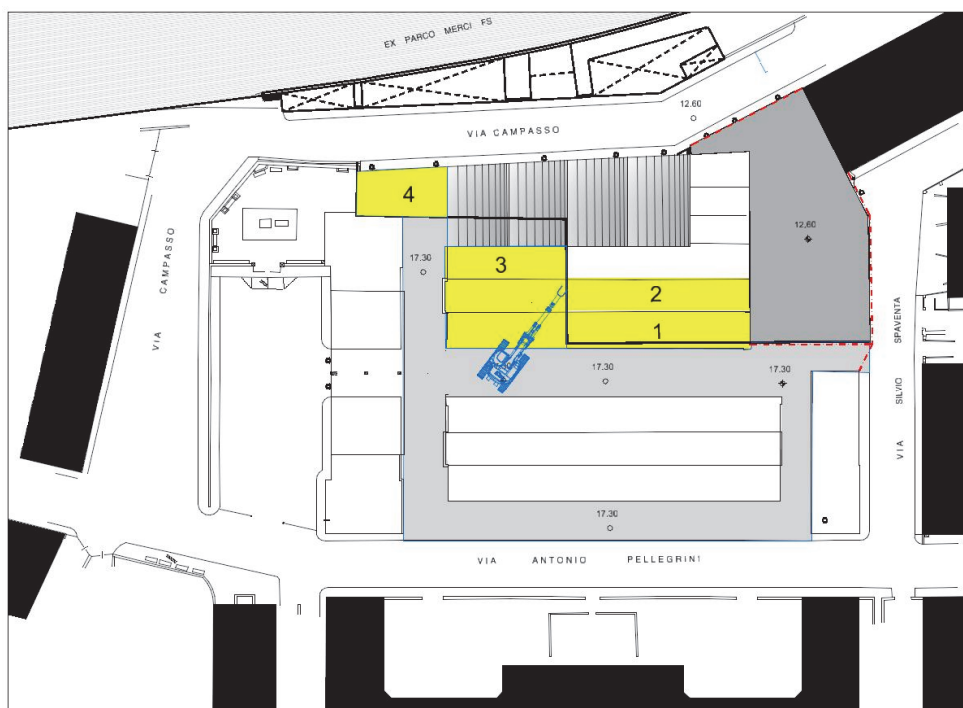 EX PARCO MERCI FS
12.60
VIA CAMPASSO
4
12.60
17.30
3
2
1
VIA CAMPASSO
VIA SILVIO SPAVENTA
17.30
17.30
17.30
VIA ANTONIO PELLEGRINI